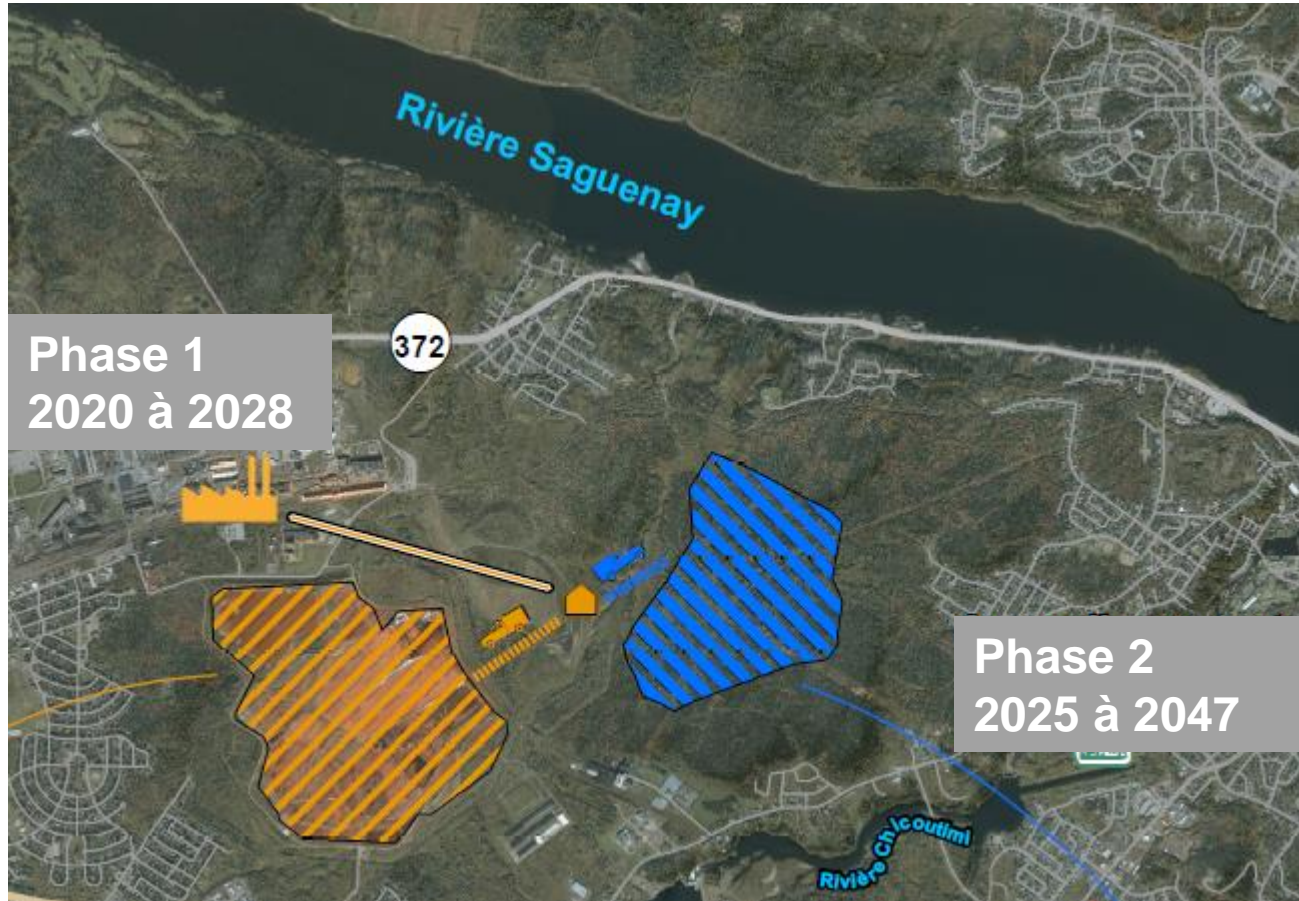 Rivière Saguenay
372
Phase 1
2020 à 2028
Phase 2
2025 à 2047
Rivière Chicoutimi